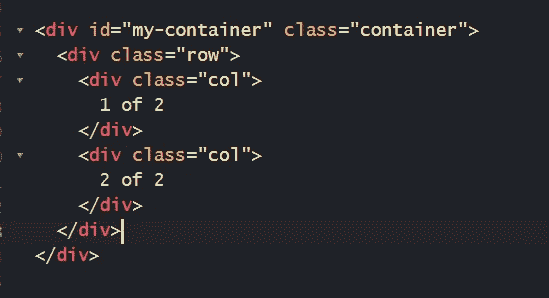 <div id="my-container" class="container">
<div class="row">
<div class="col">
1 of 2
</div>
<div class="col">
2 of 2
</div>
</div>
</div>